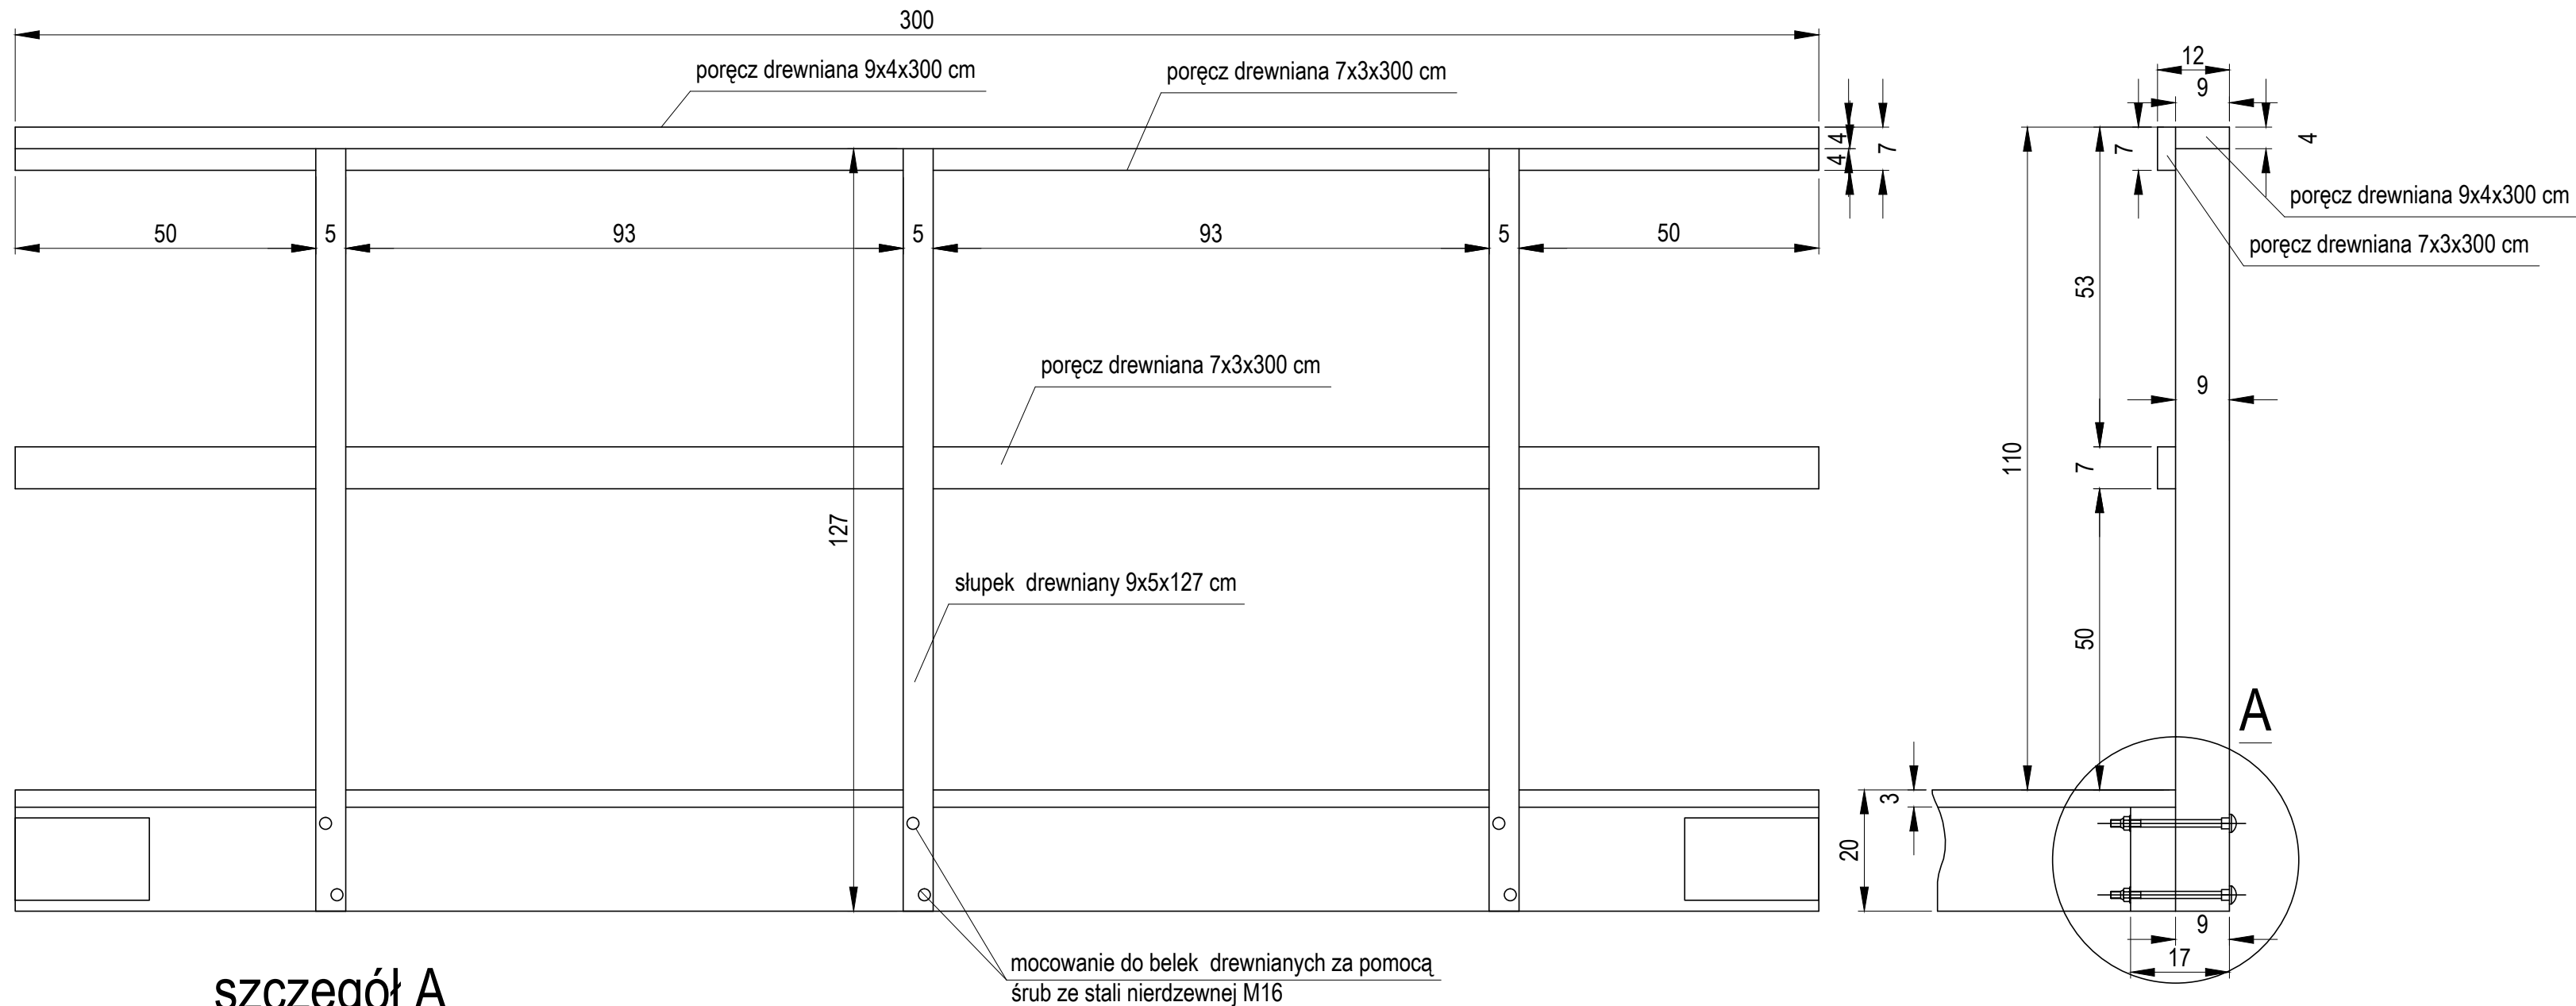 300
poręcz drewniana 9x4x300 cm
poręcz drewniana 7x3x300 cm
4
4
7
50
5
93
5
93
5
50
127
poręcz drewniana 7x3x300 cm
słupek drewniany 9x5x127 cm
mocowanie do belek drewnianych za pomocą
śrub ze stali nierdzewnej M16
12
9
7
4
poręcz drewniana 9x4x300 cm
poręcz drewniana 7x3x300 cm
53
9
110
7
50
A
3
20
9
17
szczegół A